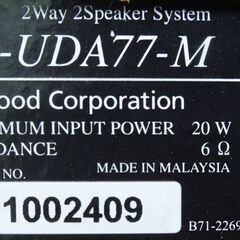 2Way 2Speaker System
-UDA77-M
ood Corporation
MUM INPUT POWER 20 W
DANCE 6 Ω
NO. MADE IN MALAYSIA
1002409
B71-2269